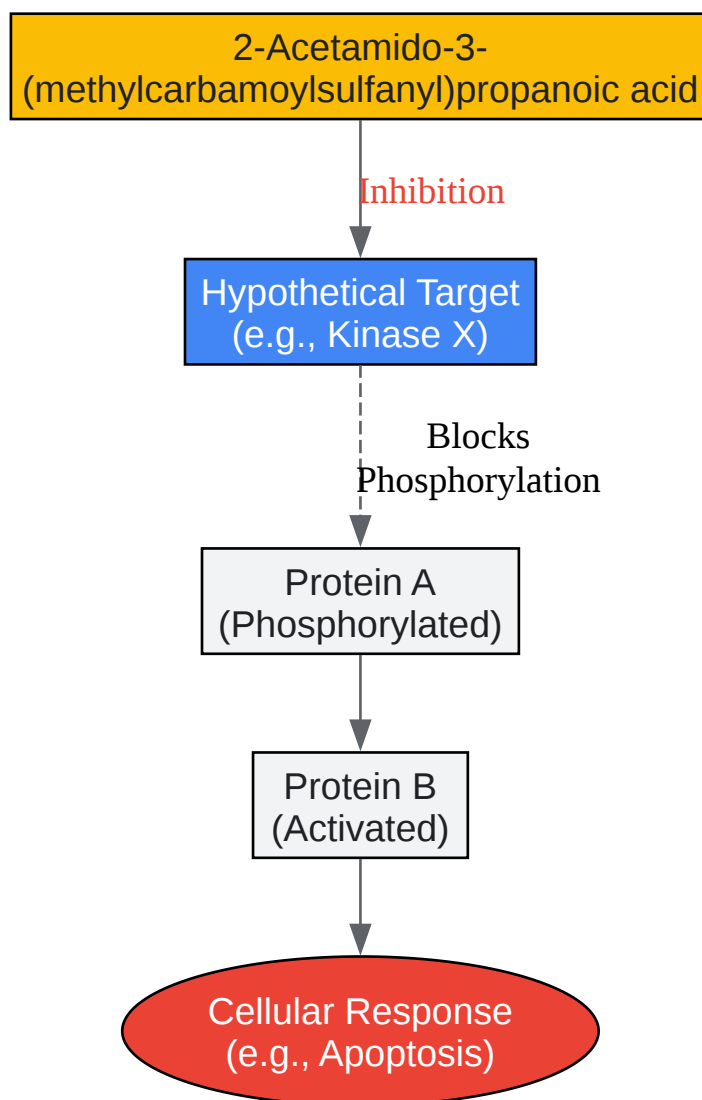 2-Acetamido-3-
(methylcarbamoylsulfanyl)propanoic acid
Inhibition
Hypothetical Target
(e.g., Kinase X)
Blocks
Phosphorylation
Protein A
(Phosphorylated)
Protein B
(Activated)
Cellular Response
(e.g., Apoptosis)